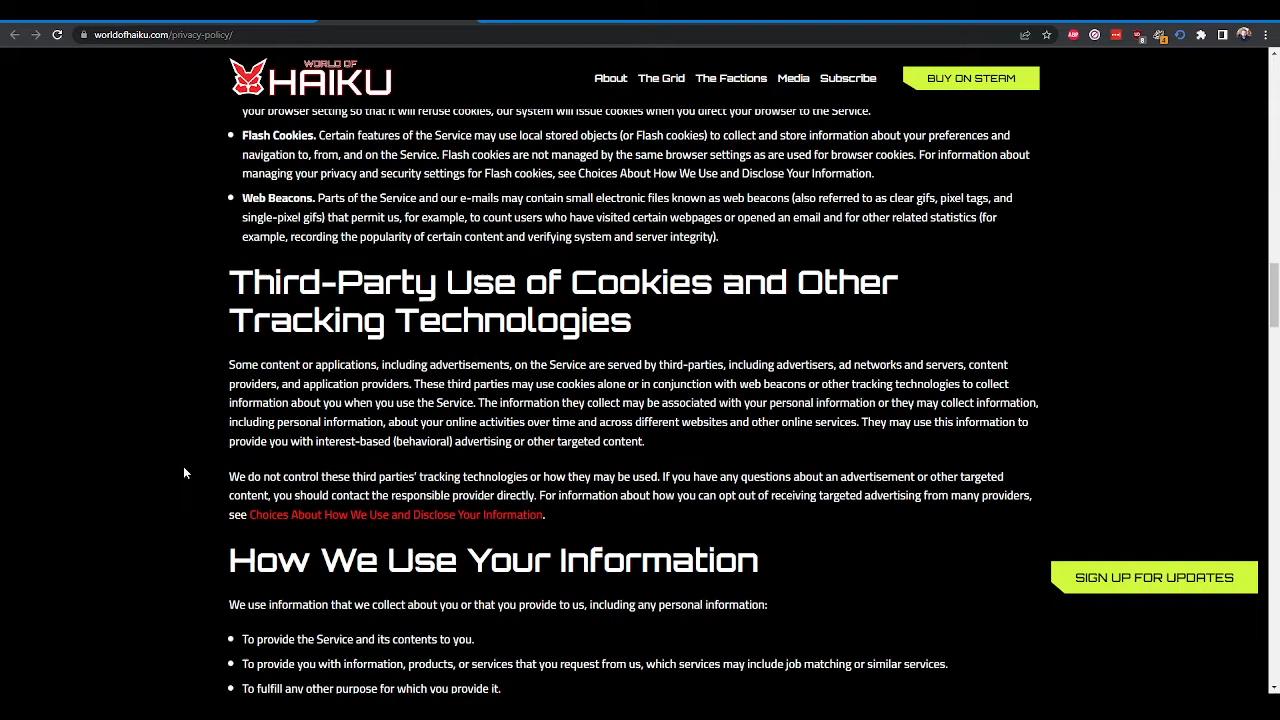 worldofhaiku.com/privacy-policy/
WORLD OF
HAIKU
About The Grid The Factions Media Subscribe
BUY ON STEAM
your browser setting so that it will refuse cookies, our system will issue cookies when you direct your browser to the Service.
Flash Cookies. Certain features of the Service may use local stored objects (or Flash cookies) to collect and store information about your preferences and
navigation to, from, and on the Service. Flash cookies are not managed by the same browser settings as are used for browser cookies. For information about
managing your privacy and security settings for Flash cookies, see Choices About How We Use and Disclose Your Information.
Web Beacons. Parts of the Service and our e-mails may contain small electronic files known as web beacons (also referred to as clear gifs, pixel tags, and
single-pixel gifs) that permit us, for example, to count users who have visited certain webpages or opened an email and for other related statistics (for
example, recording the popularity of certain content and verifying system and server integrity).
Third-Party Use of Cookies and Other
Tracking Technologies
Some content or applications, including advertisements, on the Service are served by third-parties, including advertisers, ad networks and servers, content
providers, and application providers. These third parties may use cookies alone or in conjunction with web beacons or other tracking technologies to collect
information about you when you use the Service. The information they collect may be associated with your personal information or they may collect information,
including personal information, about your online activities over time and across different websites and other online services. They may use this information to
provide you with interest-based (behavioral) advertising or other targeted content.
We do not control these third parties’ tracking technologies or how they may be used. If you have any questions about an advertisement or other targeted
content, you should contact the responsible provider directly. For information about how you can opt out of receiving targeted advertising from many providers,
see Choices About How We Use and Disclose Your Information.
How We Use Your Information
SIGN UP FOR UPDATES
We use information that we collect about you or that you provide to us, including any personal information:
To provide the Service and its contents to you.
To provide you with information, products, or services that you request from us, which services may include job matching or similar services.
To fulfill any other purpose for which you provide it.